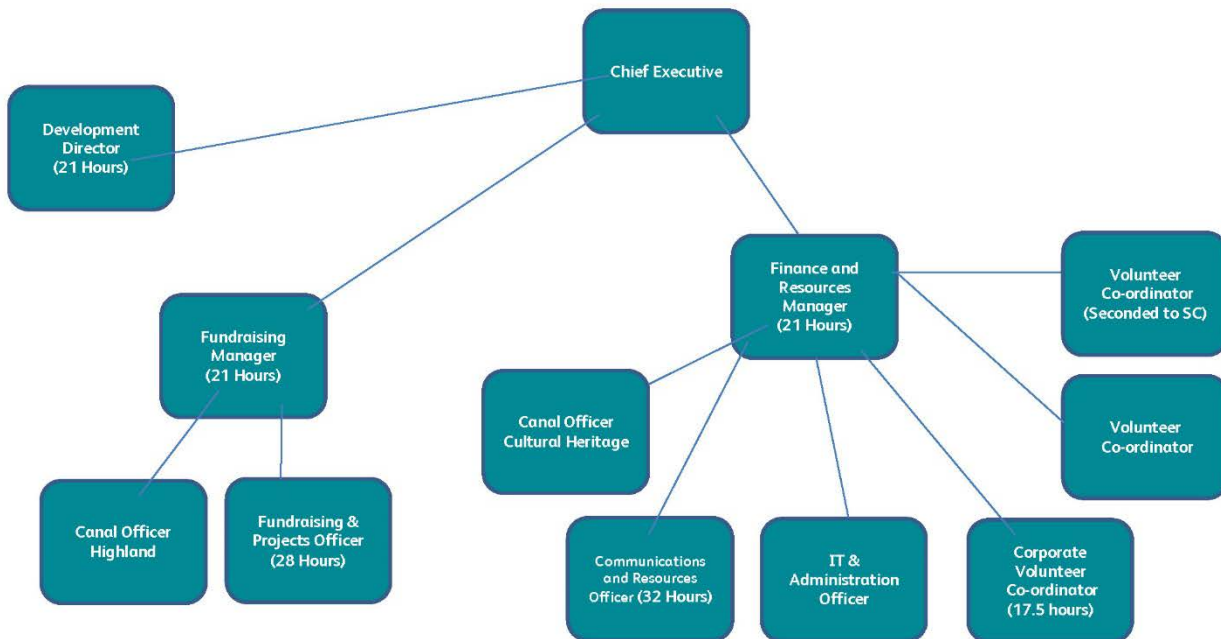 Chief Executive
Development
Director
(21 Hours)
Finance and
Resources
Manager
(21 Hours)
Volunteer
Co-ordinator
(Seconded to SC)
Fundraising
Manager
(21 Hours)
Canal Officer
Cultural Heritage
Volunteer
Co-ordinator
Canal Officer
Highland
Fundraising &
Projects Officer
(28 Hours)
Communications
and Resources
Officer (32 Hours)
IT &
Administration
Officer
Corporate
Volunteer
Co-ordinator
(17.5 hours)